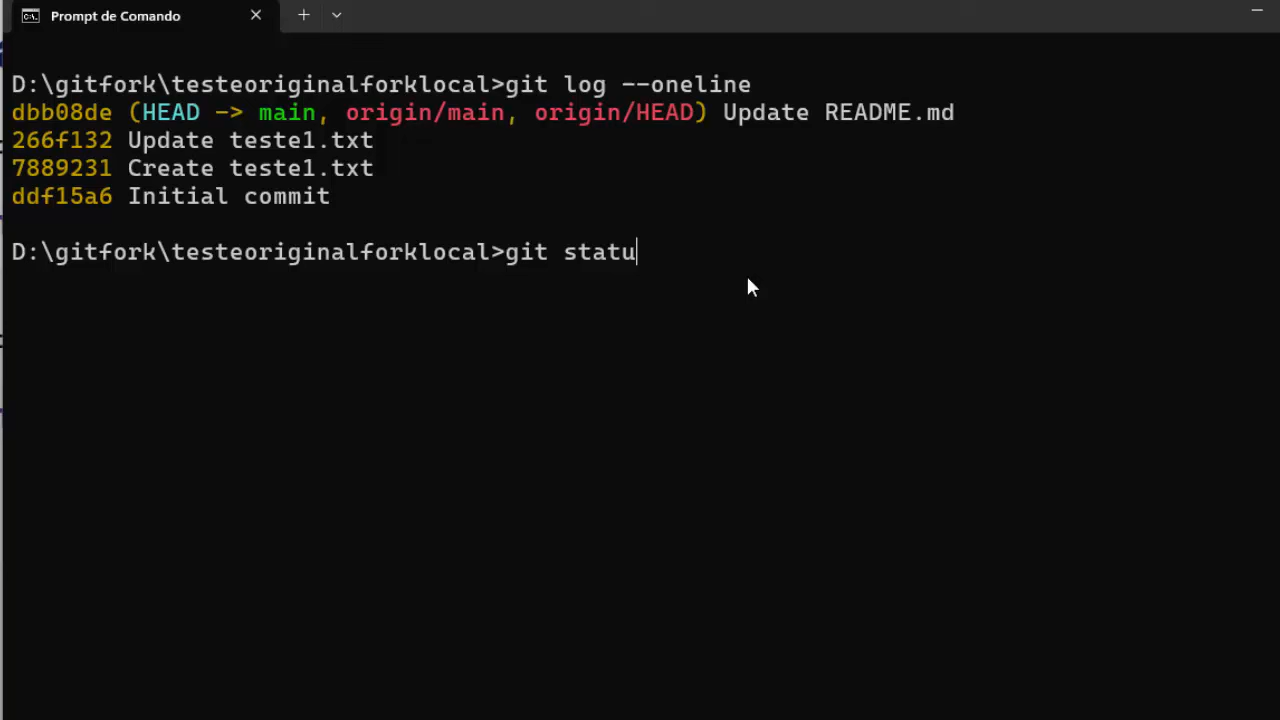 Prompt de Comando
D:\gitfork\testeoriginalforklocal>git log --oneline
dbb08de (HEAD -> main, origin/main, origin/HEAD) Update README.md
266f132 Update teste1.txt
7889231 Create teste1.txt
ddf15a6 Initial commit
D:\gitfork\testeoriginalforklocal>git statu